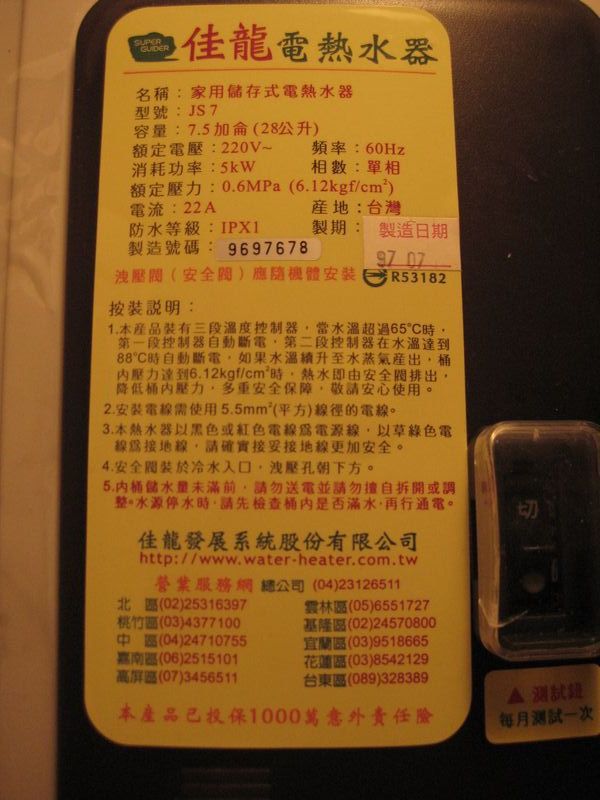 SUPER GUIDER 佳龍電熱水器
名稱：家用儲存式電熱水器
型號：JS7
容量：7.5加侖(28公升)
額定電壓：220V~ 頻率：60Hz
消耗功率：5kW 相數：單相
額定壓力：0.6MPa (6.12kgf/cm²)
電流：22A 産地：台灣
防水等級：IPX1 製期： 製造日期
製造號碼：9697678 97 07
洩壓閥（安全閥）應隨機體安裝 R53182
按裝説明：
1.本産品裝有三段溫度控制器，當水溫超過65℃時，
第一段控制器自動斷電，第二段控制器在水溫達到
88℃時自動斷電，如果水溫續升至水蒸氣産出，桶
內壓力達到6.12kgf/cm²時，熱水即由安全閥排出，
降低桶內壓力，多重安全保障，敬請安心使用。
2.安裝電線需使用5.5mm²(平方)線徑的電線。
3.本熱水器以黑色或紅色電線爲電源線，以草綠色電
線爲接地線，請確實接妥接地線更加安全。
4.安全閥裝於冷水入口，洩壓孔朝下方。
5.內桶儲水量未滿前，請勿送電並請勿擅自拆開或調
整。水源停水時，請先檢查桶內是否滿水，再行通電。
佳龍發展系統股份有限公司
http://www.water-heater.com.tw
營業服務網 總公司 (04)23126511
北 區(02)25316397 雲林區(05)6551727
桃竹區(03)4377100 基隆區(02)24570800
中 區(04)24710755 宜蘭區(03)9518665
嘉南區(06)2515101 花蓮區(03)8542129
高屏區(07)3456511 台東區(089)328389
本産品已投保1000萬意外責任險
切
▲ 測試鈕
每月測試一次